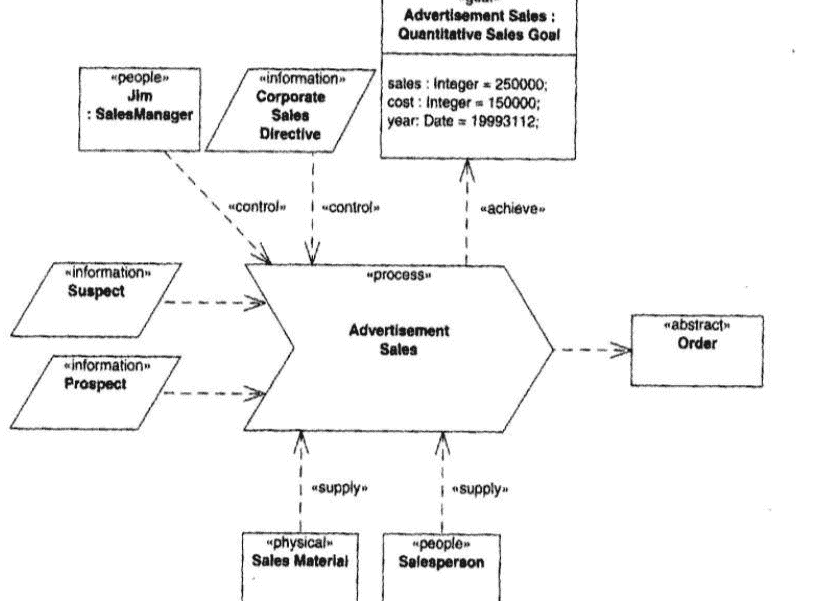 «goal»
Advertisement Sales :
Quantitative Sales Goal
sales : Integer = 250000;
cost : Integer = 150000;
year: Date = 19993112;
«people»
Jim
: SalesManager
«information»
Corporate
Sales
Directive
«control»
«control»
«achieve»
«information»
Suspect
«process»
Advertisement
Sales
«abstract»
Order
«information»
Prospect
«supply»
«supply»
«physical»
Sales Material
«people»
Salesperson